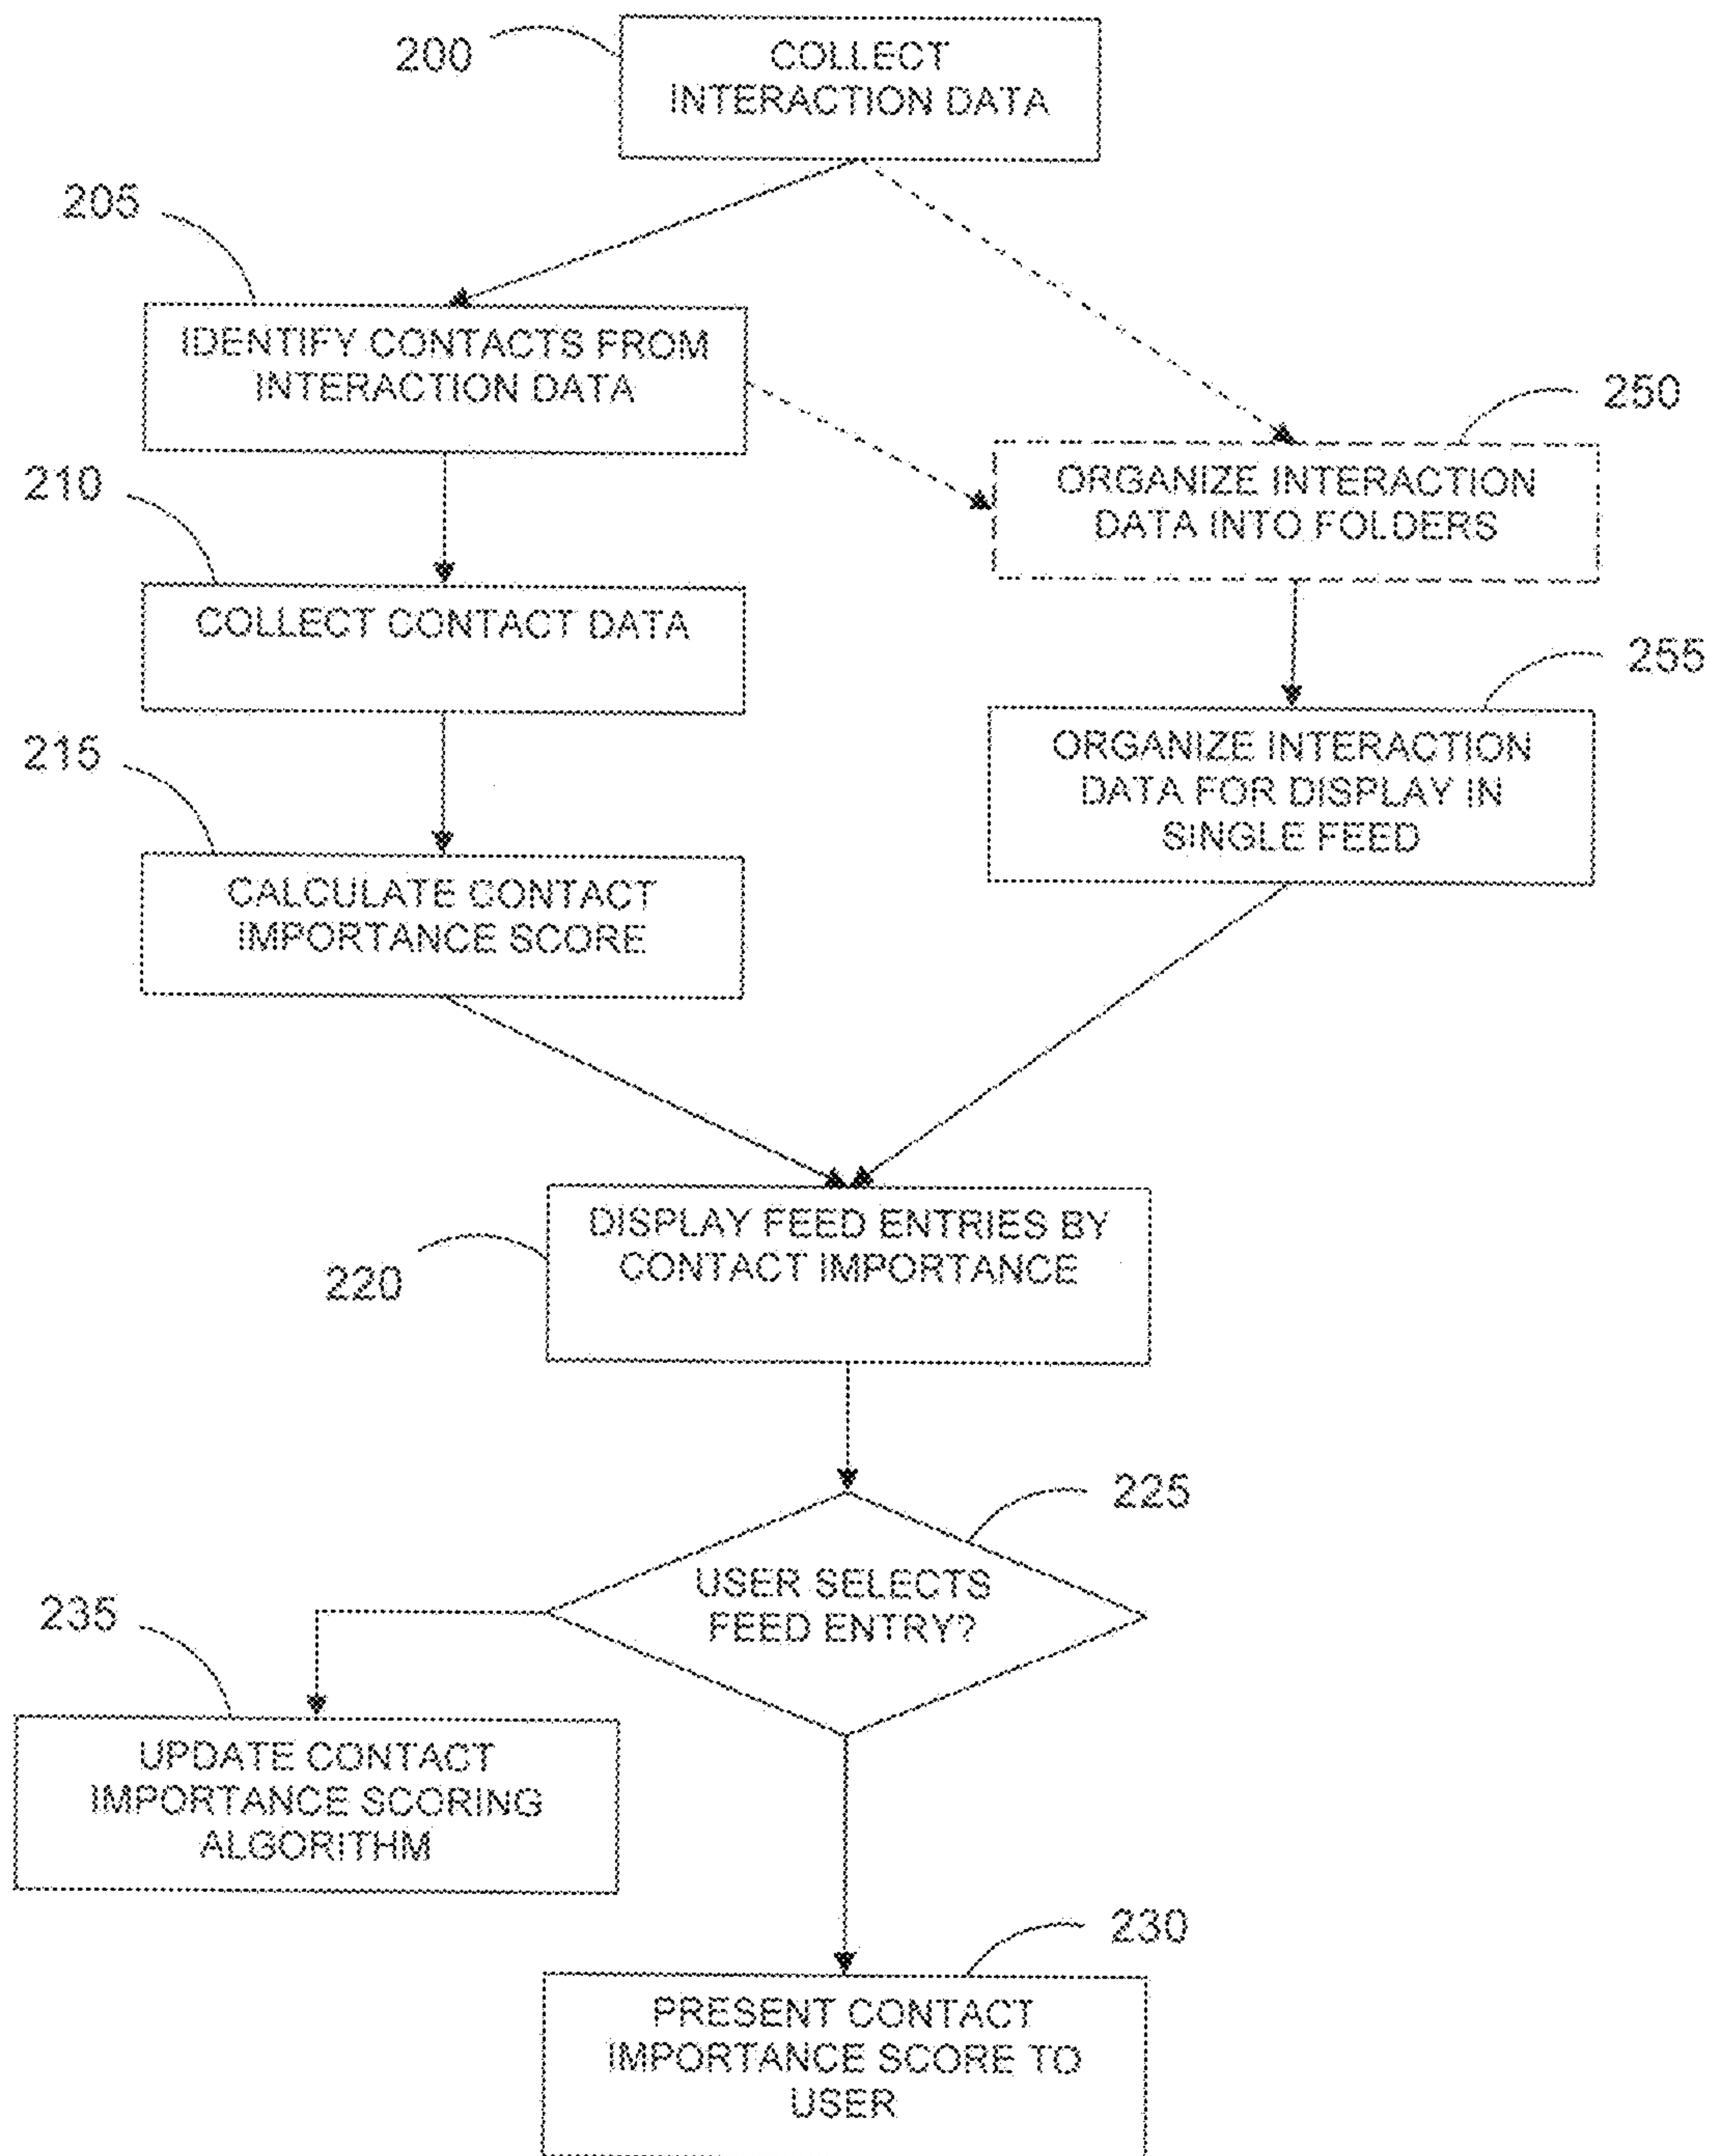 200
COLLECT
INTERACTION DATA
205
IDENTIFY CONTACTS FROM
INTERACTION DATA
250
ORGANIZE INTERACTION
DATA INTO FOLDERS
210
COLLECT CONTACT DATA
255
ORGANIZE INTERACTION
DATA FOR DISPLAY IN
SINGLE FEED
215
CALCULATE CONTACT
IMPORTANCE SCORE
220
DISPLAY FEED ENTRIES BY
CONTACT IMPORTANCE
225
USER SELECTS
FEED ENTRY?
235
UPDATE CONTACT
IMPORTANCE SCORING
ALGORITHM
230
PRESENT CONTACT
IMPORTANCE SCORE TO
USER